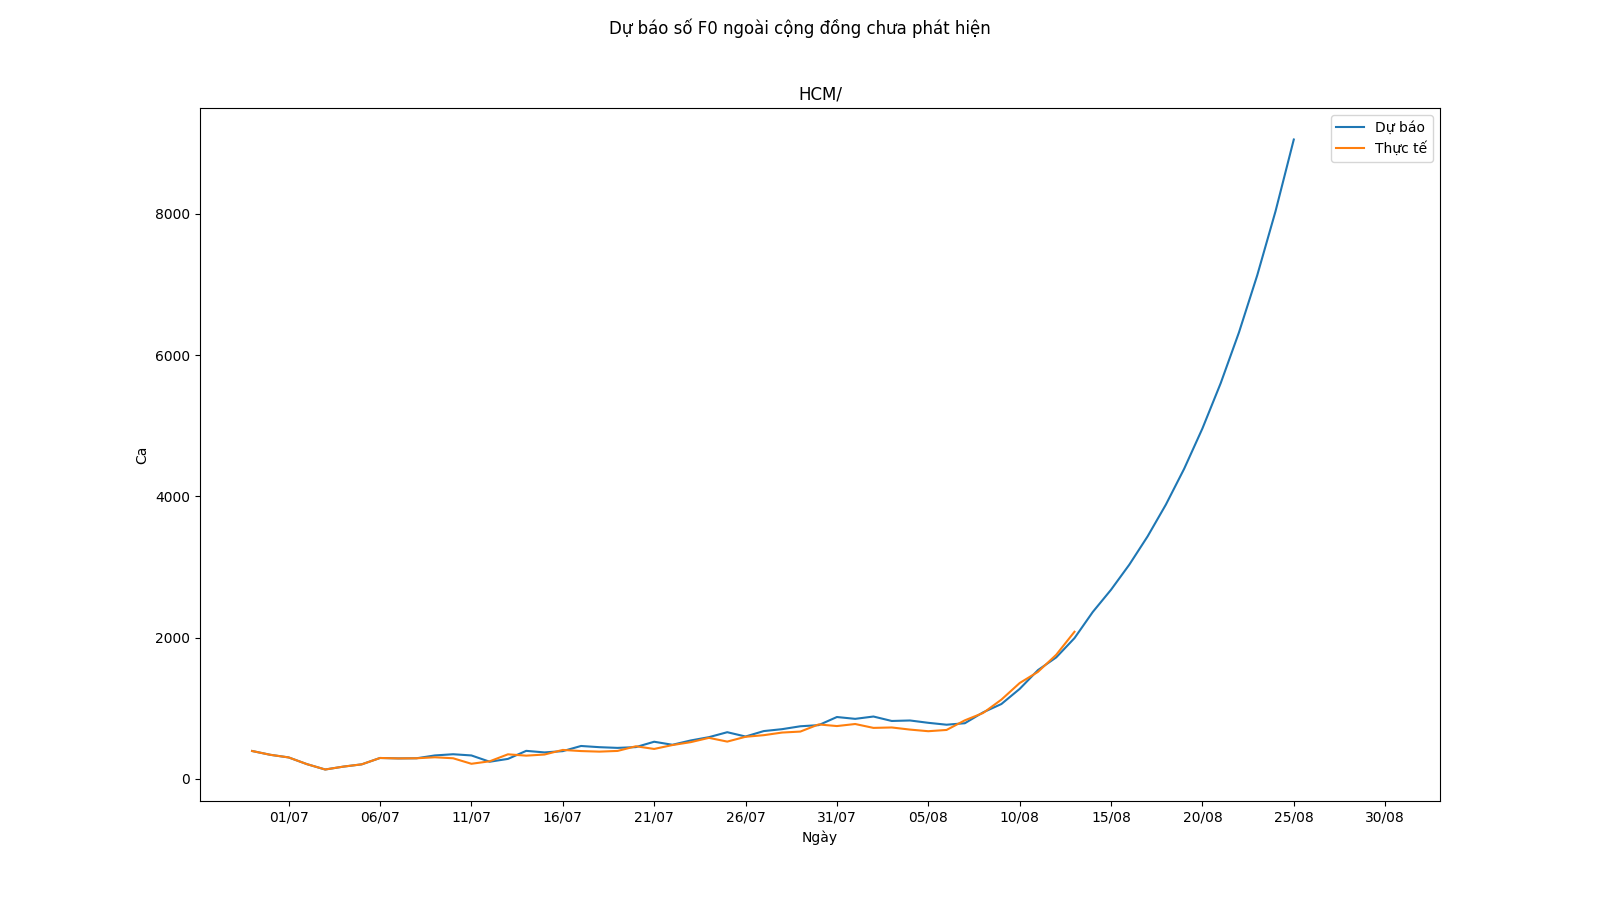 Dự báo số F0 ngoài cộng đồng chưa phát hiện
HCM/
Dự báo
Thực tế
8000
6000
4000
2000
0
Ca
01/07 06/07 11/07 16/07 21/07 26/07 31/07 05/08 10/08 15/08 20/08 25/08 30/08
Ngày